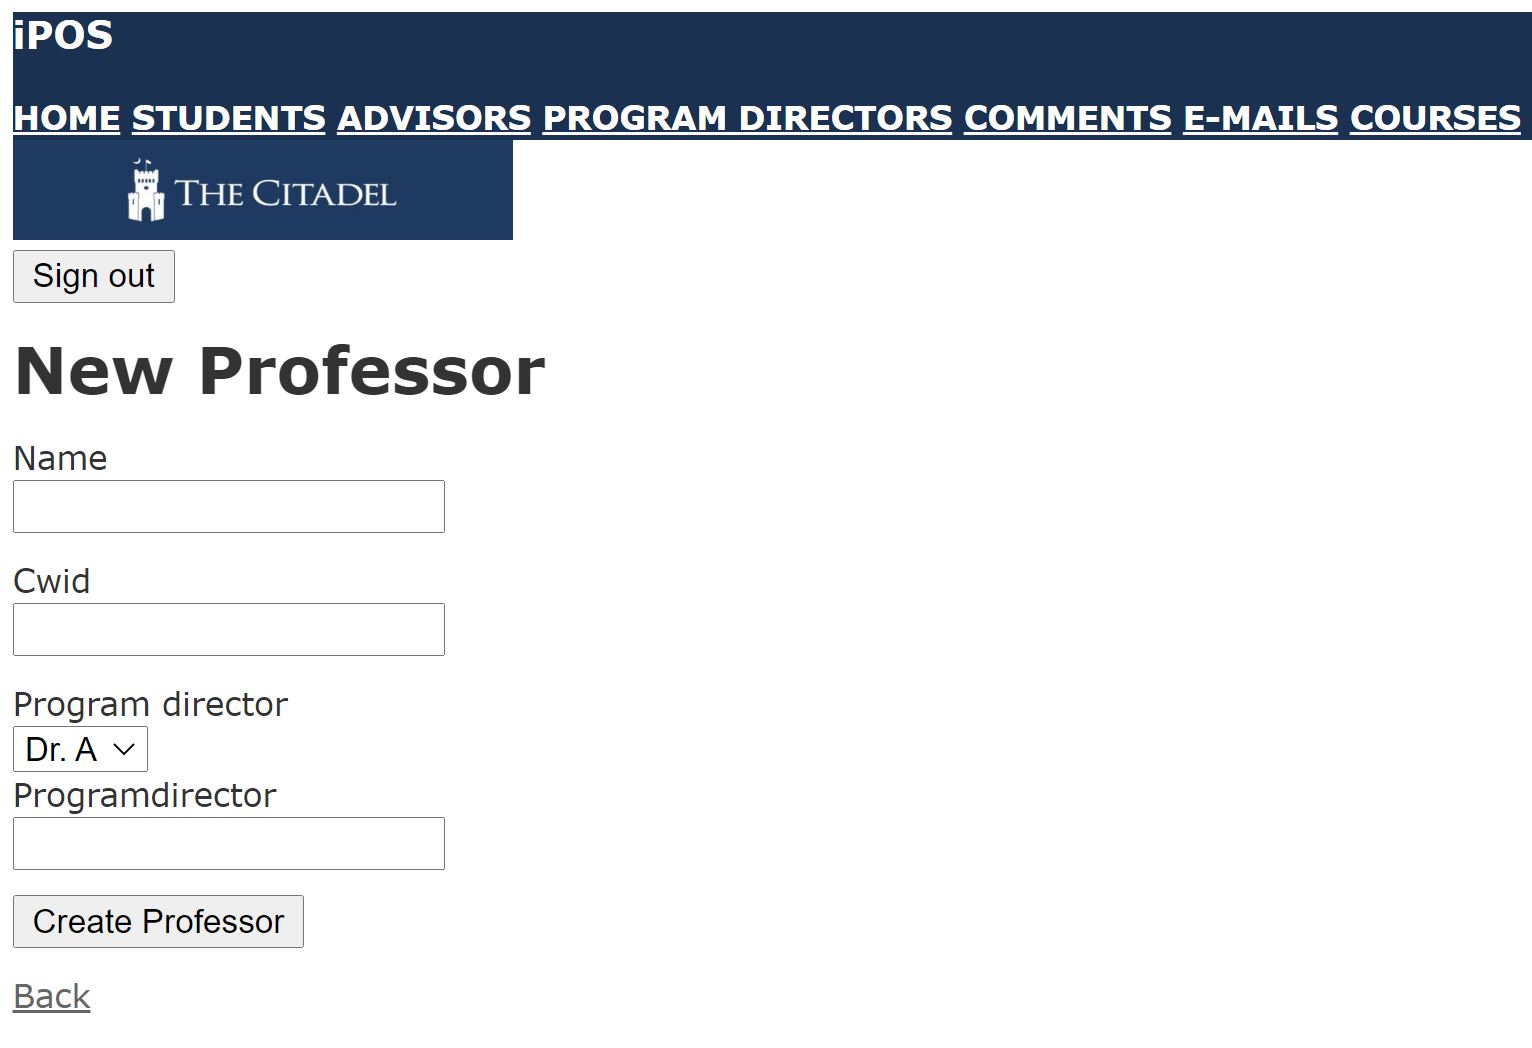 iPOS
HOME STUDENTS ADVISORS PROGRAM DIRECTORS COMMENTS E-MAILS COURSES
THE CITADEL
Sign out
New Professor
Name
Cwid
Program director
Dr. A
Programdirector
Create Professor
Back